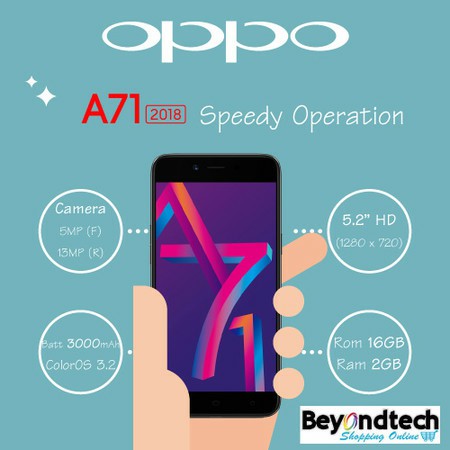 oppo
A71 2018 Speedy Operation
Camera
5MP (F)
13MP (R)
5.2" HD
(1280 x 720)
A71
Batt 3000mAh
ColorOS 3.2
Rom 16GB
Ram 2GB
Beyondtech
Shopping Online